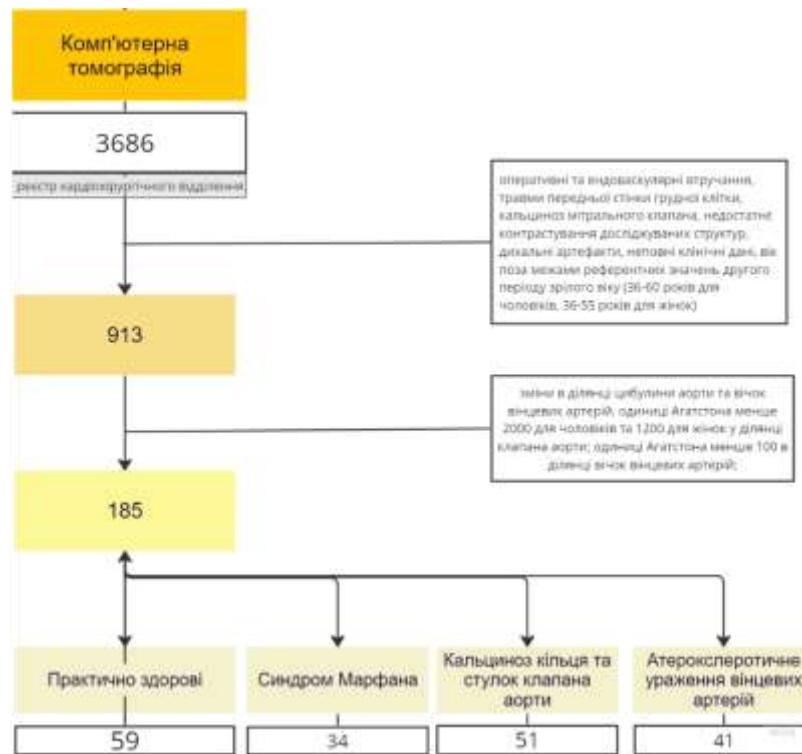 Комп'ютерна
томографія
3686
реєстр кардіохірургічного відділення
оперативні та ендоваскулярні втручання,
травми передньої стінки грудної клітки,
кальциноз мітрального клапана, недостатнє
контрастування досліджуваних структур,
дихальні артефакти, неповні клінічні дані, вік
поза межами референтних значень другого
періоду зрілого віку (36-60 років для
чоловіків, 36-55 років для жінок)
913
зміни в ділянці цибулини аорти та вічок
вінцевих артерій, одиниці Агатстона менше
2000 для чоловіків та 1200 для жінок у ділянці
клапана аорти; одиниці Агатстона менше 100 в
ділянці вічок вінцевих артерій;
185
Практично здорові
Синдром Марфана
Кальциноз кільця та
стулок клапана
аорти
Атероксперотичне
ураження вінцевих
артерій
59
34
51
41